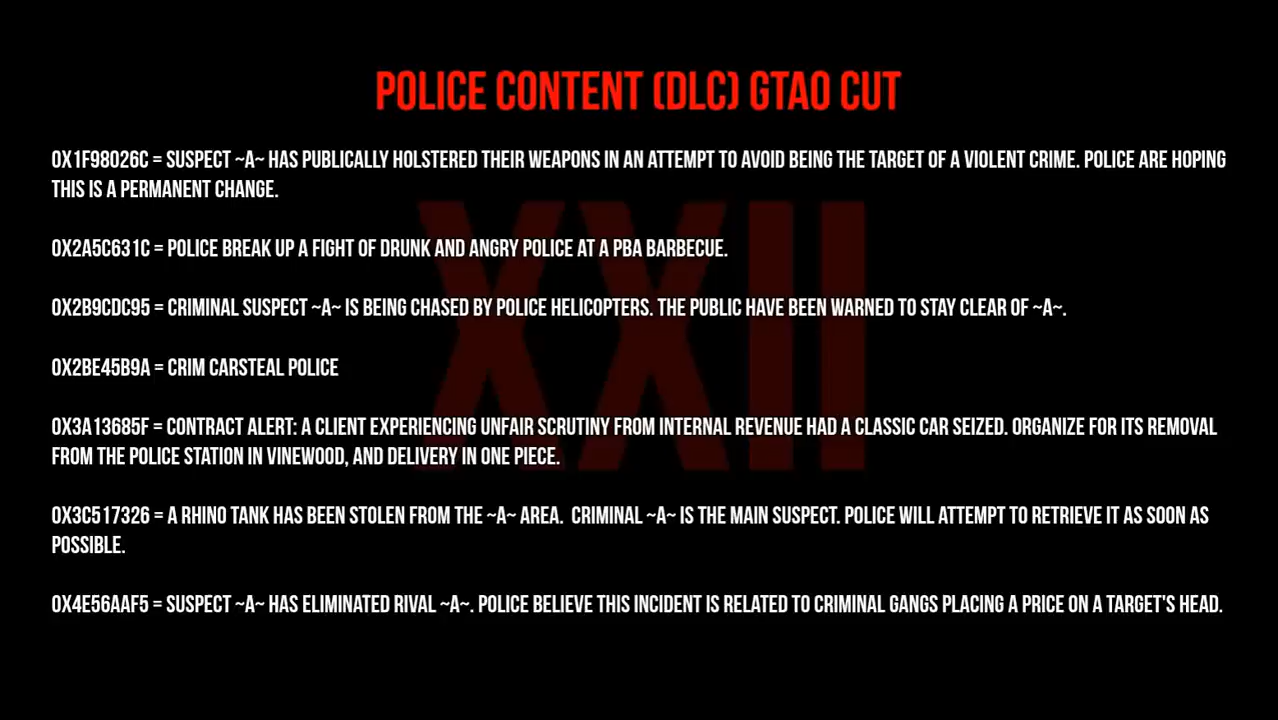 POLICE CONTENT (DLC) GTAO CUT
0X1F98026C = SUSPECT ~A~ HAS PUBLICALLY HOLSTERED THEIR WEAPONS IN AN ATTEMPT TO AVOID BEING THE TARGET OF A VIOLENT CRIME. POLICE ARE HOPING
THIS IS A PERMANENT CHANGE.
0X2A5C631C = POLICE BREAK UP A FIGHT OF DRUNK AND ANGRY POLICE AT A PBA BARBECUE.
0X2B9CDC95 = CRIMINAL SUSPECT ~A~ IS BEING CHASED BY POLICE HELICOPTERS. THE PUBLIC HAVE BEEN WARNED TO STAY CLEAR OF ~A~.
0X2BE45B9A = CRIM CARSTEAL POLICE
0X3A13685F = CONTRACT ALERT: A CLIENT EXPERIENCING UNFAIR SCRUTINY FROM INTERNAL REVENUE HAD A CLASSIC CAR SEIZED. ORGANIZE FOR ITS REMOVAL
FROM THE POLICE STATION IN VINEWOOD, AND DELIVERY IN ONE PIECE.
0X3C517326 = A RHINO TANK HAS BEEN STOLEN FROM THE ~A~ AREA. CRIMINAL ~A~ IS THE MAIN SUSPECT. POLICE WILL ATTEMPT TO RETRIEVE IT AS SOON AS
POSSIBLE.
0X4E56AAF5 = SUSPECT ~A~ HAS ELIMINATED RIVAL ~A~. POLICE BELIEVE THIS INCIDENT IS RELATED TO CRIMINAL GANGS PLACING A PRICE ON A TARGET'S HEAD.
XXII